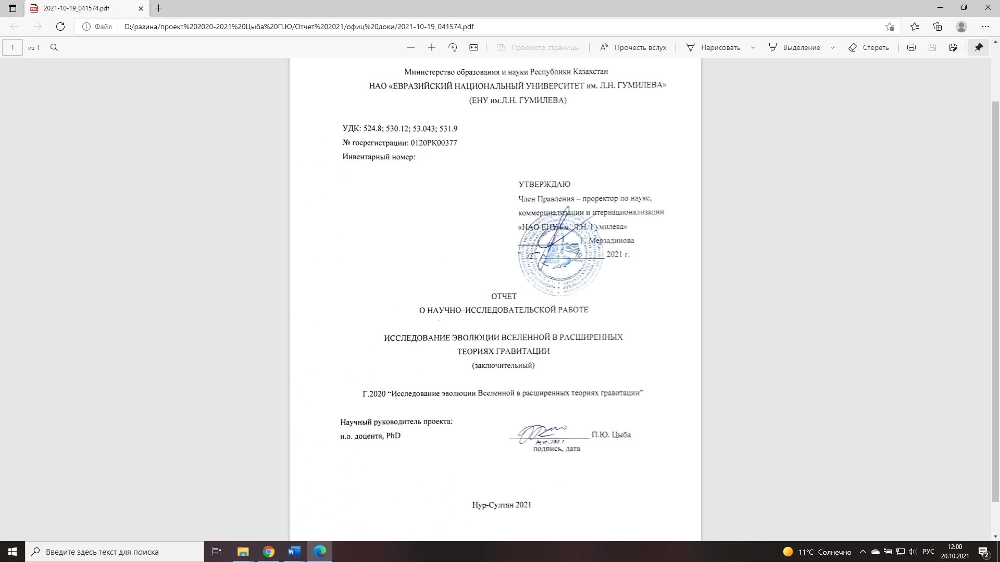 2021-10-19_041574.pdf
Файл
D:/разина/проект%202020-2021%20Цыба%20П.Ю/Отчет%202021/офиц%20доки/2021-10-19_041574.pdf
1
из 1
Просмотр страницы
Прочесть вслух
Нарисовать
Выделение
Стереть
Министерство образования и науки Республики Казахстан
НАО «ЕВРАЗИЙСКИЙ НАЦИОНАЛЬНЫЙ УНИВЕРСИТЕТ им. Л.Н. ГУМИЛЕВА»
(ЕНУ им.Л.Н. ГУМИЛЕВА)
УДК: 524.8; 530.12; 53.043; 531.9
№ госрегистрации: 0120РК00377
Инвентарный номер:
УТВЕРЖДАЮ
Член Правления – проректор по науке,
коммерциализации и нтернационализации
«НАО ЕНУ им. Л.Н. Гумилева»
Г. Мерзадинова
"15" 10 2021 г.
ОТЧЕТ
О НАУЧНО–ИССЛЕДОВАТЕЛЬСКОЙ РАБОТЕ
ИССЛЕДОВАНИЕ ЭВОЛЮЦИИ ВСЕЛЕННОЙ В РАСШИРЕННЫХ
ТЕОРИЯХ ГРАВИТАЦИИ
(заключительный)
Г.2020 “Исследование эволюции Вселенной в расширенных теориях гравитации”
Научный руководитель проекта:
и.о. доцента, PhD
П.Ю. Цыба
14.10.2021
подпись, дата
Нур-Султан 2021
Введите здесь текст для поиска
11°C Солнечно
РУС
12:00
20.10.2021
2